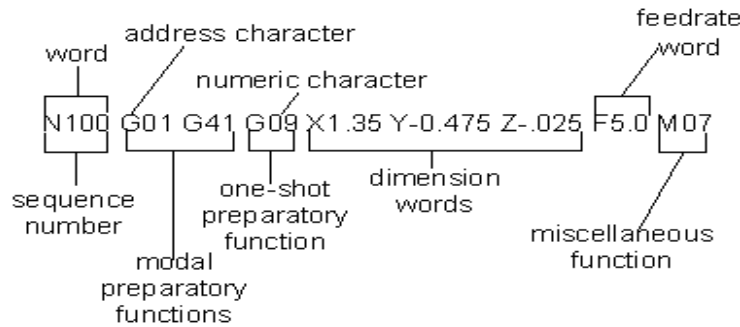 feedrate
word
address character
word
numeric character
N100 G01 G41 G09 X1.35 Y-0.475 Z-.025 F5.0 M07
sequence
number
one-shot
preparatory
function
dimension
words
miscellaneous
function
modal
preparatory
functions